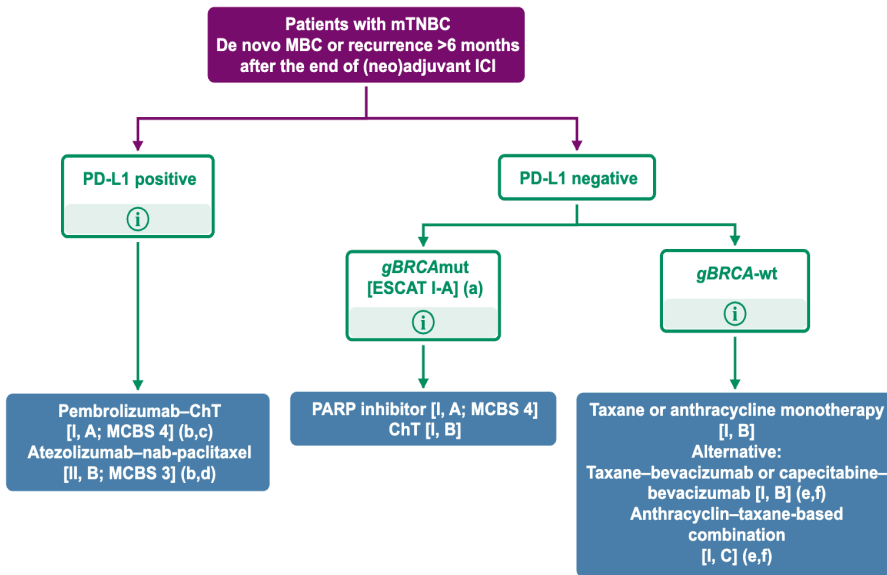 Patients with mTNBC
De novo MBC or recurrence >6 months
after the end of (neo)adjuvant ICI
PD-L1 positive
i
PD-L1 negative
gBRCAmut
[ESCAT I-A] (a)
i
gBRCA-wt
i
Pembrolizumab–ChT
[I, A; MCBS 4] (b,c)
Atezolizumab–nab-paclitaxel
[II, B; MCBS 3] (b,d)
PARP inhibitor [I, A; MCBS 4]
ChT [I, B]
Taxane or anthracycline monotherapy
[I, B]
Alternative:
Taxane–bevacizumab or capecitabine–
bevacizumab [I, B] (e,f)
Anthracyclin–taxane-based
combination
[I, C] (e,f)